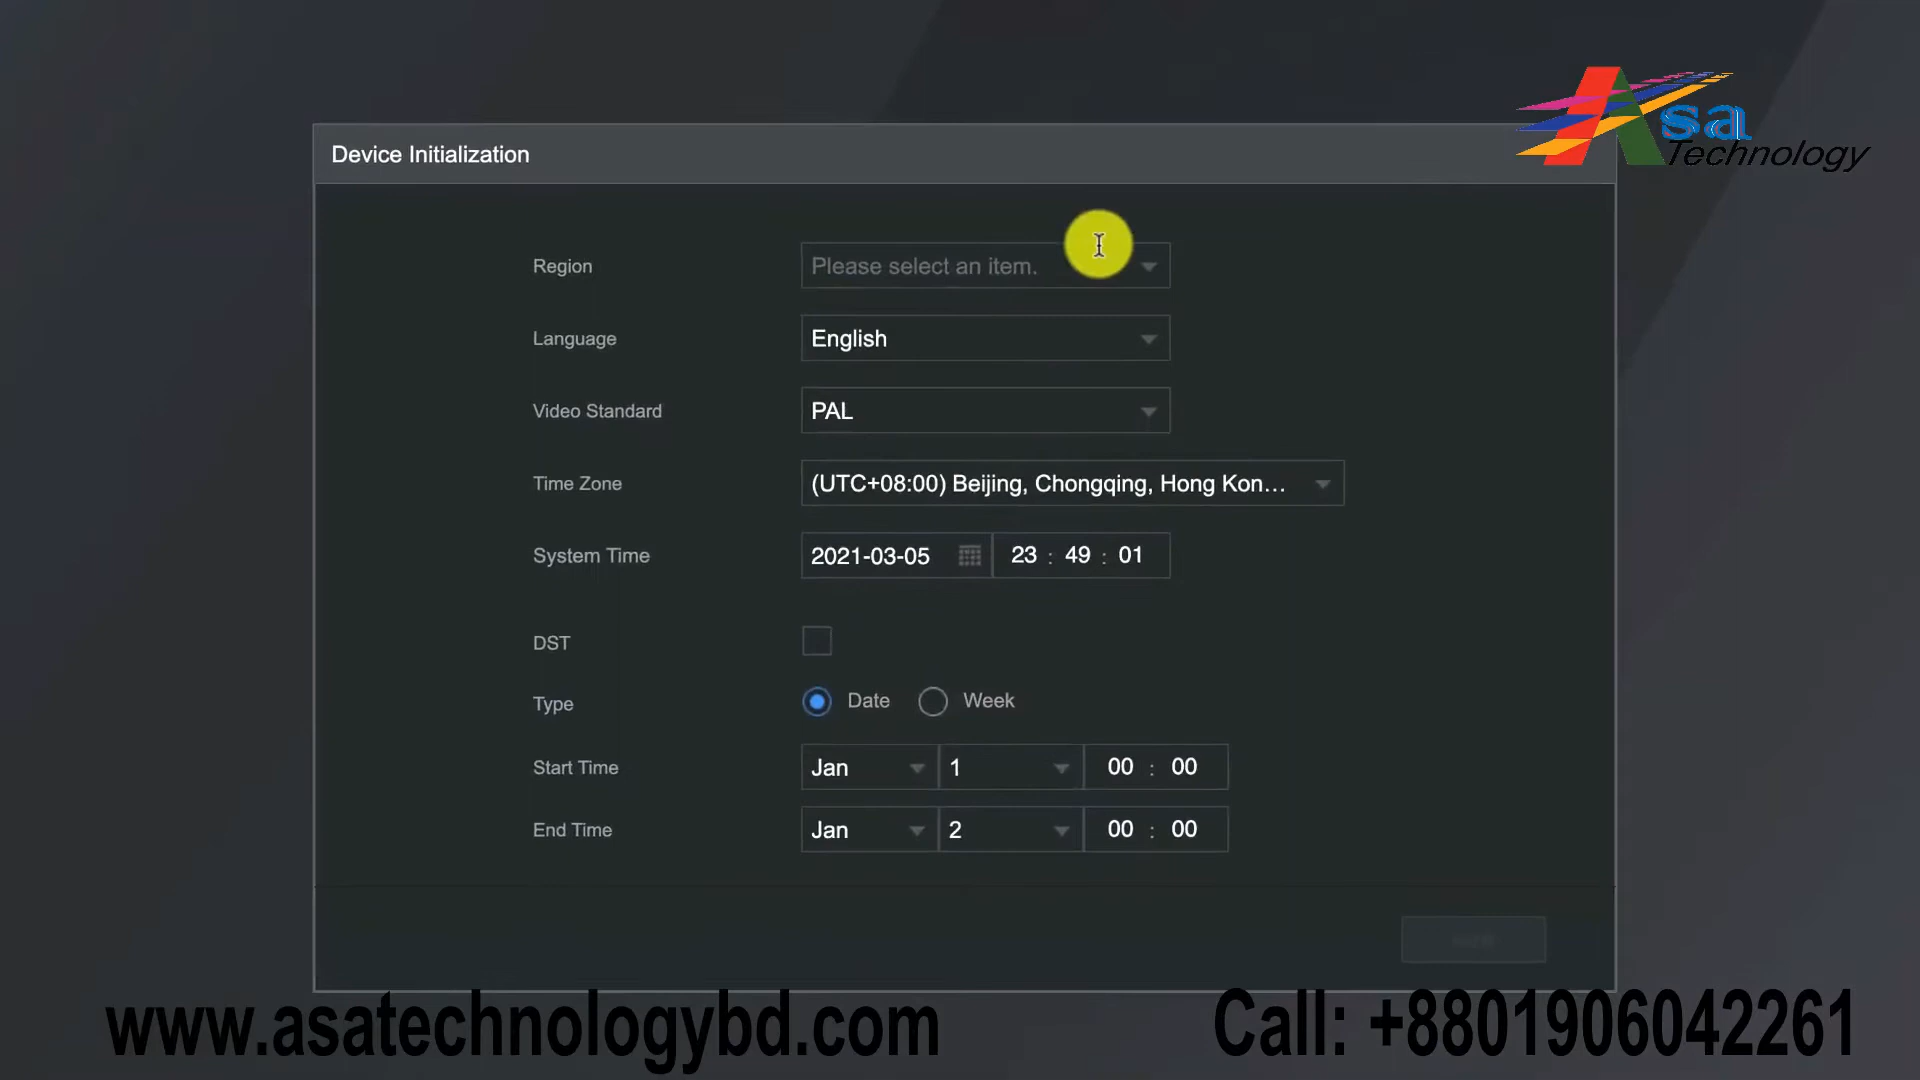 Asa
Technology
Device Initialization
Region Please select an item.
Language English
Video Standard PAL
Time Zone (UTC+08:00) Beijing, Chongqing, Hong Kon...
System Time 2021-03-05 23 : 49 : 01
DST
Type Date Week
Start Time Jan 1 00 : 00
End Time Jan 2 00 : 00
www.asatechnologybd.com Call: +8801906042261